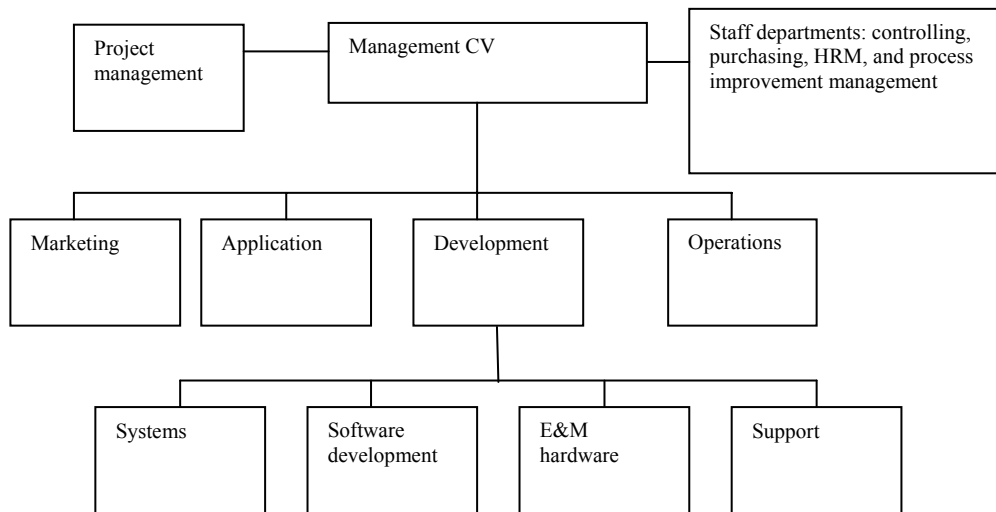 Project
management
Management CV
Staff departments: controlling,
purchasing, HRM, and process
improvement management
Marketing
Application
Development
Operations
Systems
Software
development
E&M
hardware
Support